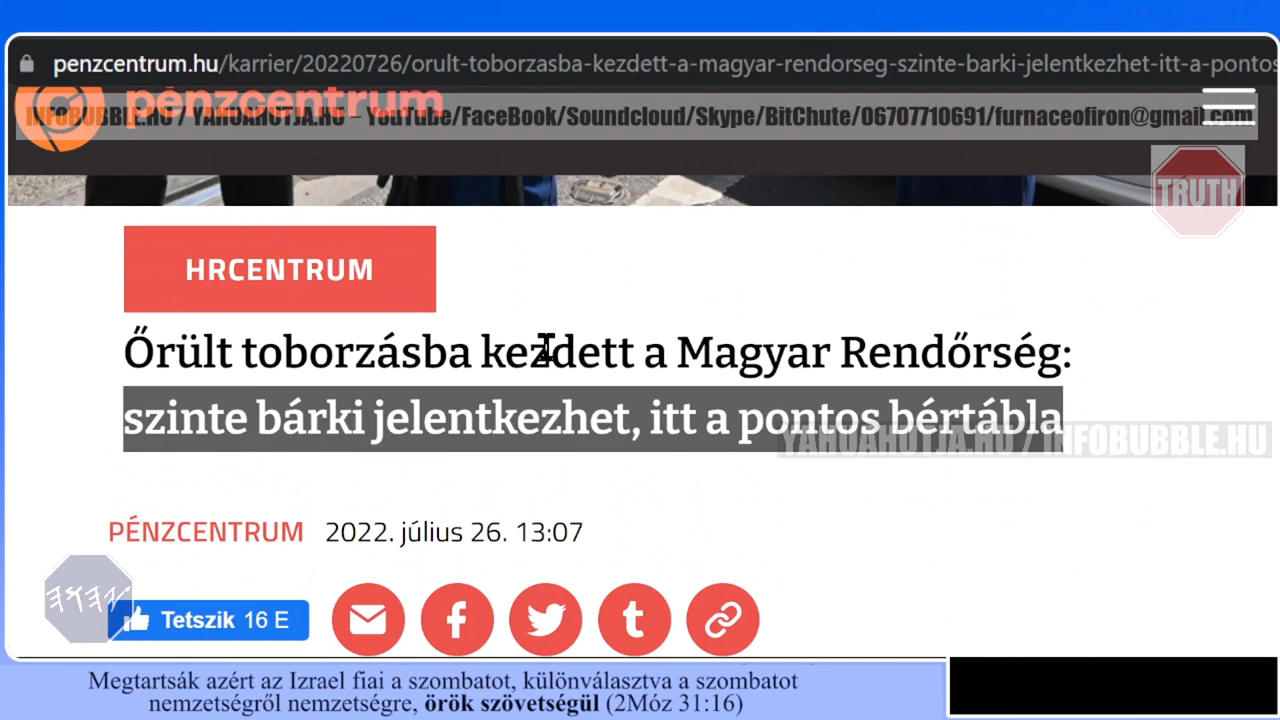 penzcentrum.hu/karrier/20220726/orult-toborzasba-kezdett-a-magyar-rendorseg-szinte-barki-jelentkezhet-itt-a-pontos
pénzcentrum
INFOBUBBLE.HU / YAHUAHUTJA.HU – YouTube/FaceBook/Soundcloud/Skype/BitChute/06707710691/furnaceofiron@gmail.com
TRUTH
HRCENTRUM
Őrült toborzásba kezdett a Magyar Rendőrség:
szinte bárki jelentkezhet, itt a pontos bértábla
YAHUAHUTJA.HU / INFOBUBBLE.HU
PÉNZCENTRUM 2022. július 26. 13:07
Tetszik 16 E
Megtartsák azért az Izrael fiai a szombatot, különválasztva a szombatot
nemzetségről nemzetségre, örök szövetségül (2Móz 31:16)